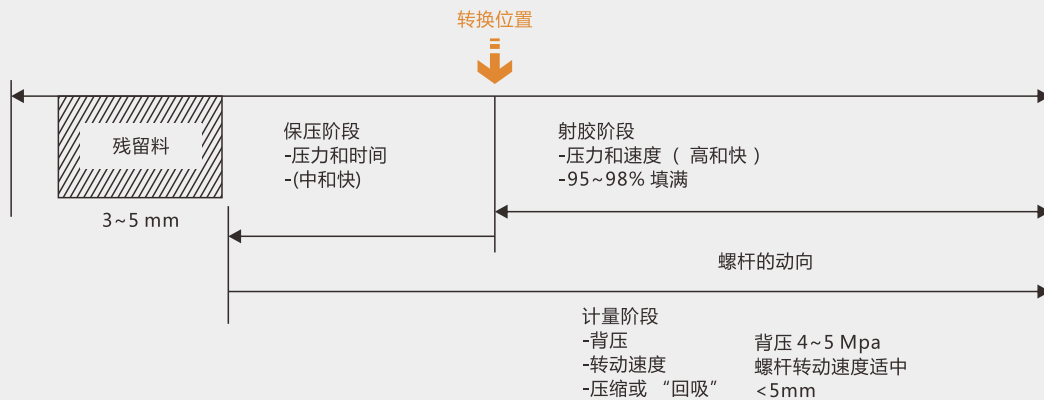 转换位置
残留料
3~5 mm
保压阶段
-压力和时间
-(中和快)
射胶阶段
-压力和速度（ 高和快 ）
-95~98% 填满
螺杆的动向
计量阶段
-背压
-转动速度
-压缩或 “回吸”
背压 4~5 Mpa
螺杆转动速度适中
<5mm